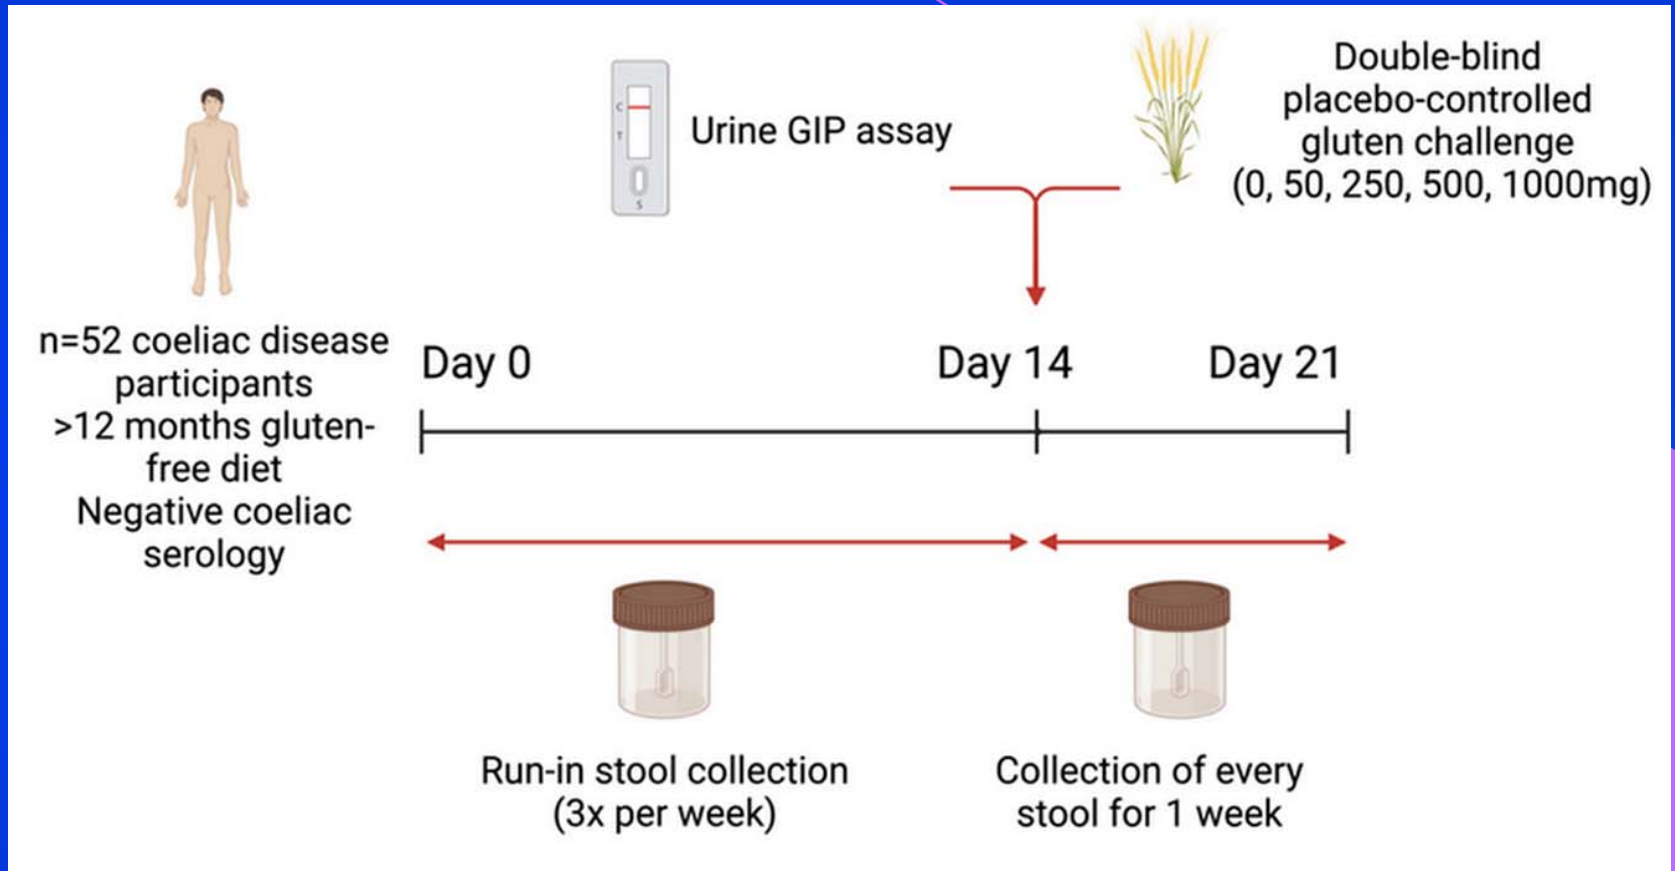 Double-blind
placebo-controlled
gluten challenge
(0, 50, 250, 500, 1000mg)
Urine GIP assay
C
T
S
n=52 coeliac disease
participants
>12 months gluten-
free diet
Negative coeliac
serology
Day 0
Day 14
Day 21
Run-in stool collection
(3x per week)
Collection of every
stool for 1 week